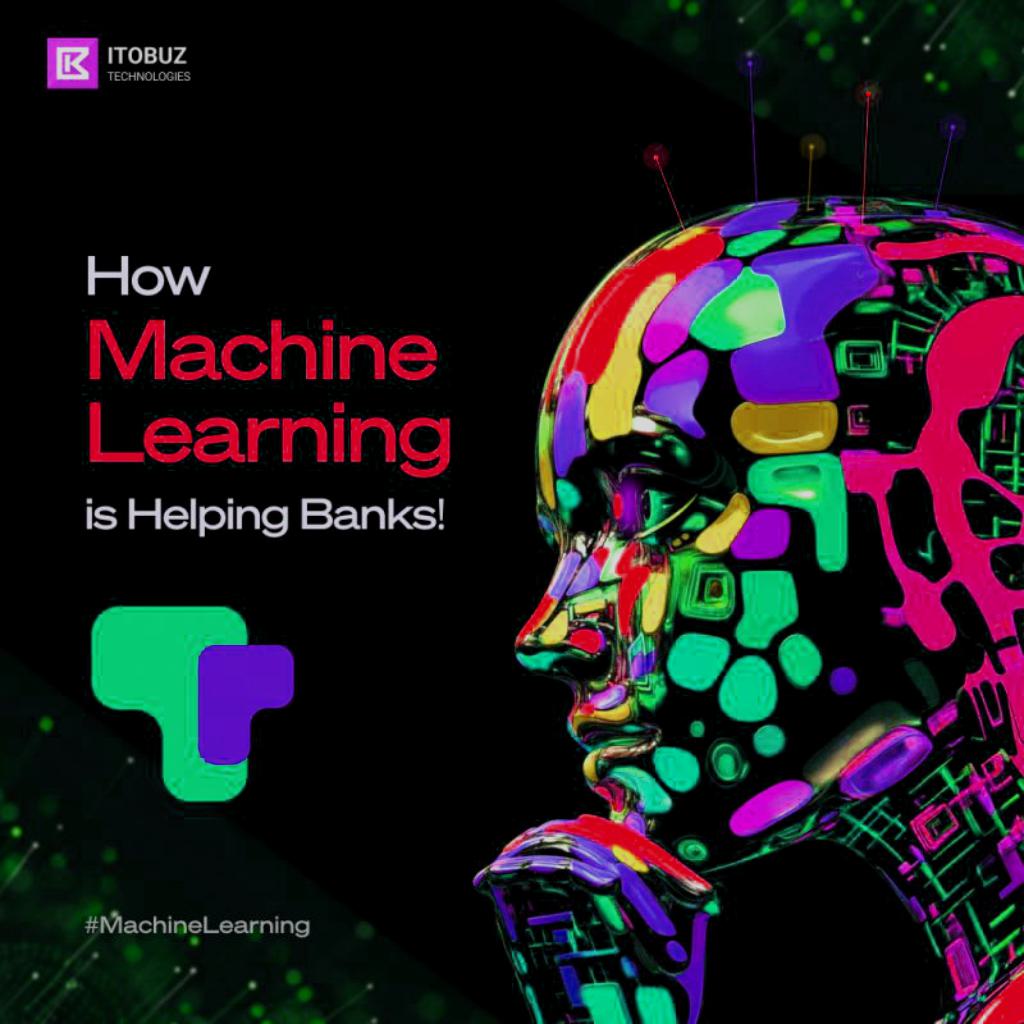 ITOBUZ
TECHNOLOGIES
How
Machine
Learning
is Helping Banks!
#MachineLearning